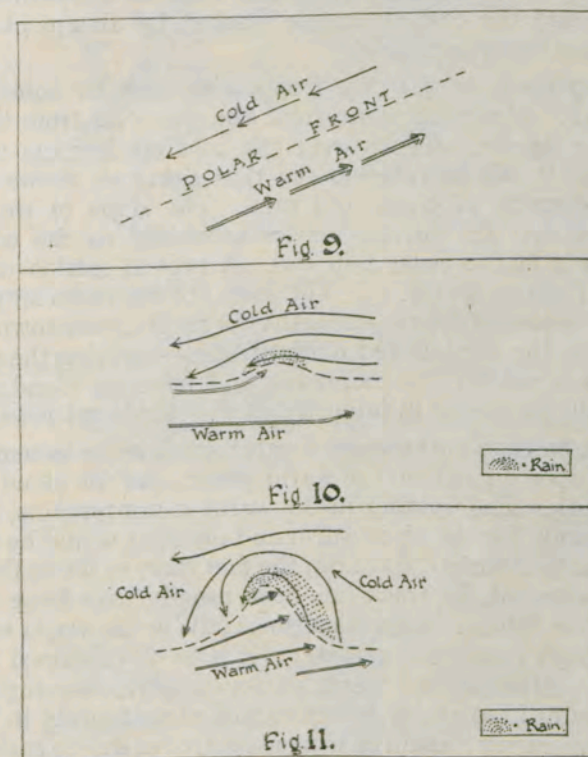 Cold Air
POLAR FRONT
Warm Air
Fig. 9.
Cold Air
Warm Air
• Rain.
Fig. 10.
Cold Air
Cold Air
Warm Air
• Rain.
Fig. 11.